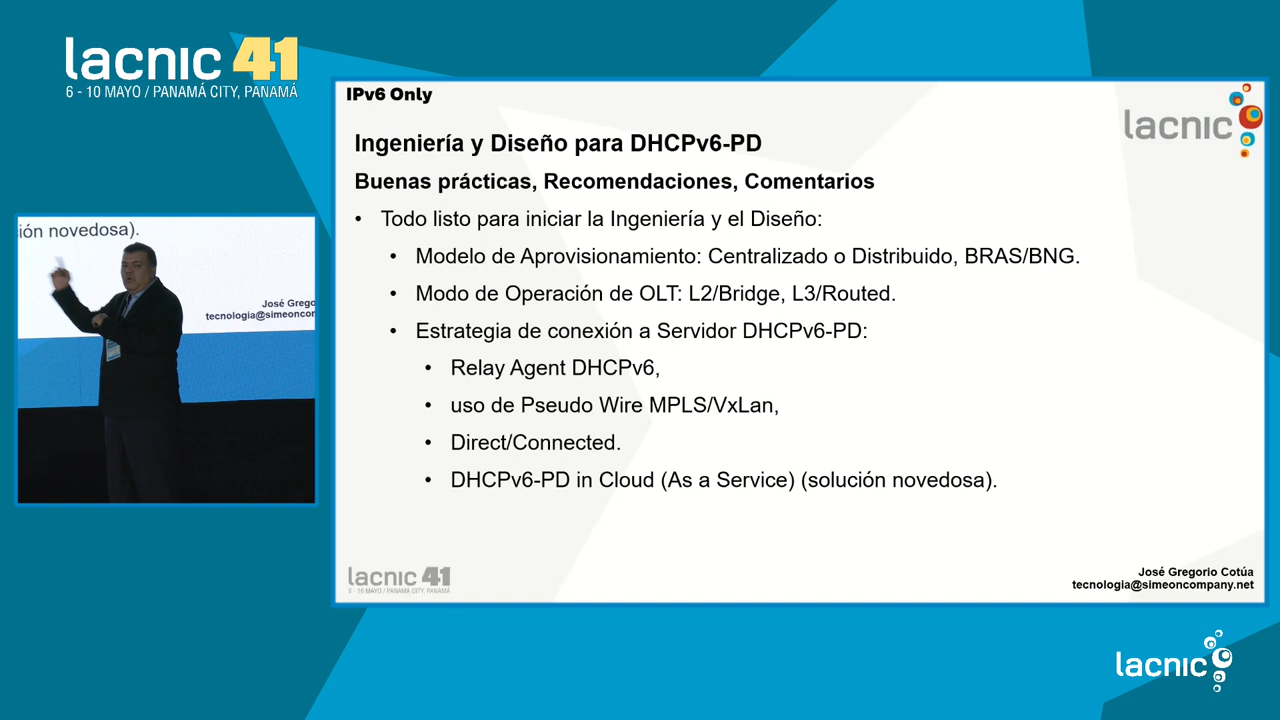 lacnic 41
6 - 10 MAYO / PANAMÁ CITY, PANAMÁ
IPv6 Only
lacnic
Ingeniería y Diseño para DHCPv6-PD
Buenas prácticas, Recomendaciones, Comentarios
• Todo listo para iniciar la Ingeniería y el Diseño:
• Modelo de Aprovisionamiento: Centralizado o Distribuido, BRAS/BNG.
• Modo de Operación de OLT: L2/Bridge, L3/Routed.
• Estrategia de conexión a Servidor DHCPv6-PD:
• Relay Agent DHCPv6,
• uso de Pseudo Wire MPLS/VxLan,
• Direct/Connected.
• DHCPv6-PD in Cloud (As a Service) (solución novedosa).
lacnic 41
6 - 10 MAYO / PANAMÁ CITY, PANAMÁ
José Gregorio Cotúa
tecnologia@simeoncompany.net
ión novedosa).
José Grego
tecnologia@simeoncom
lacnic